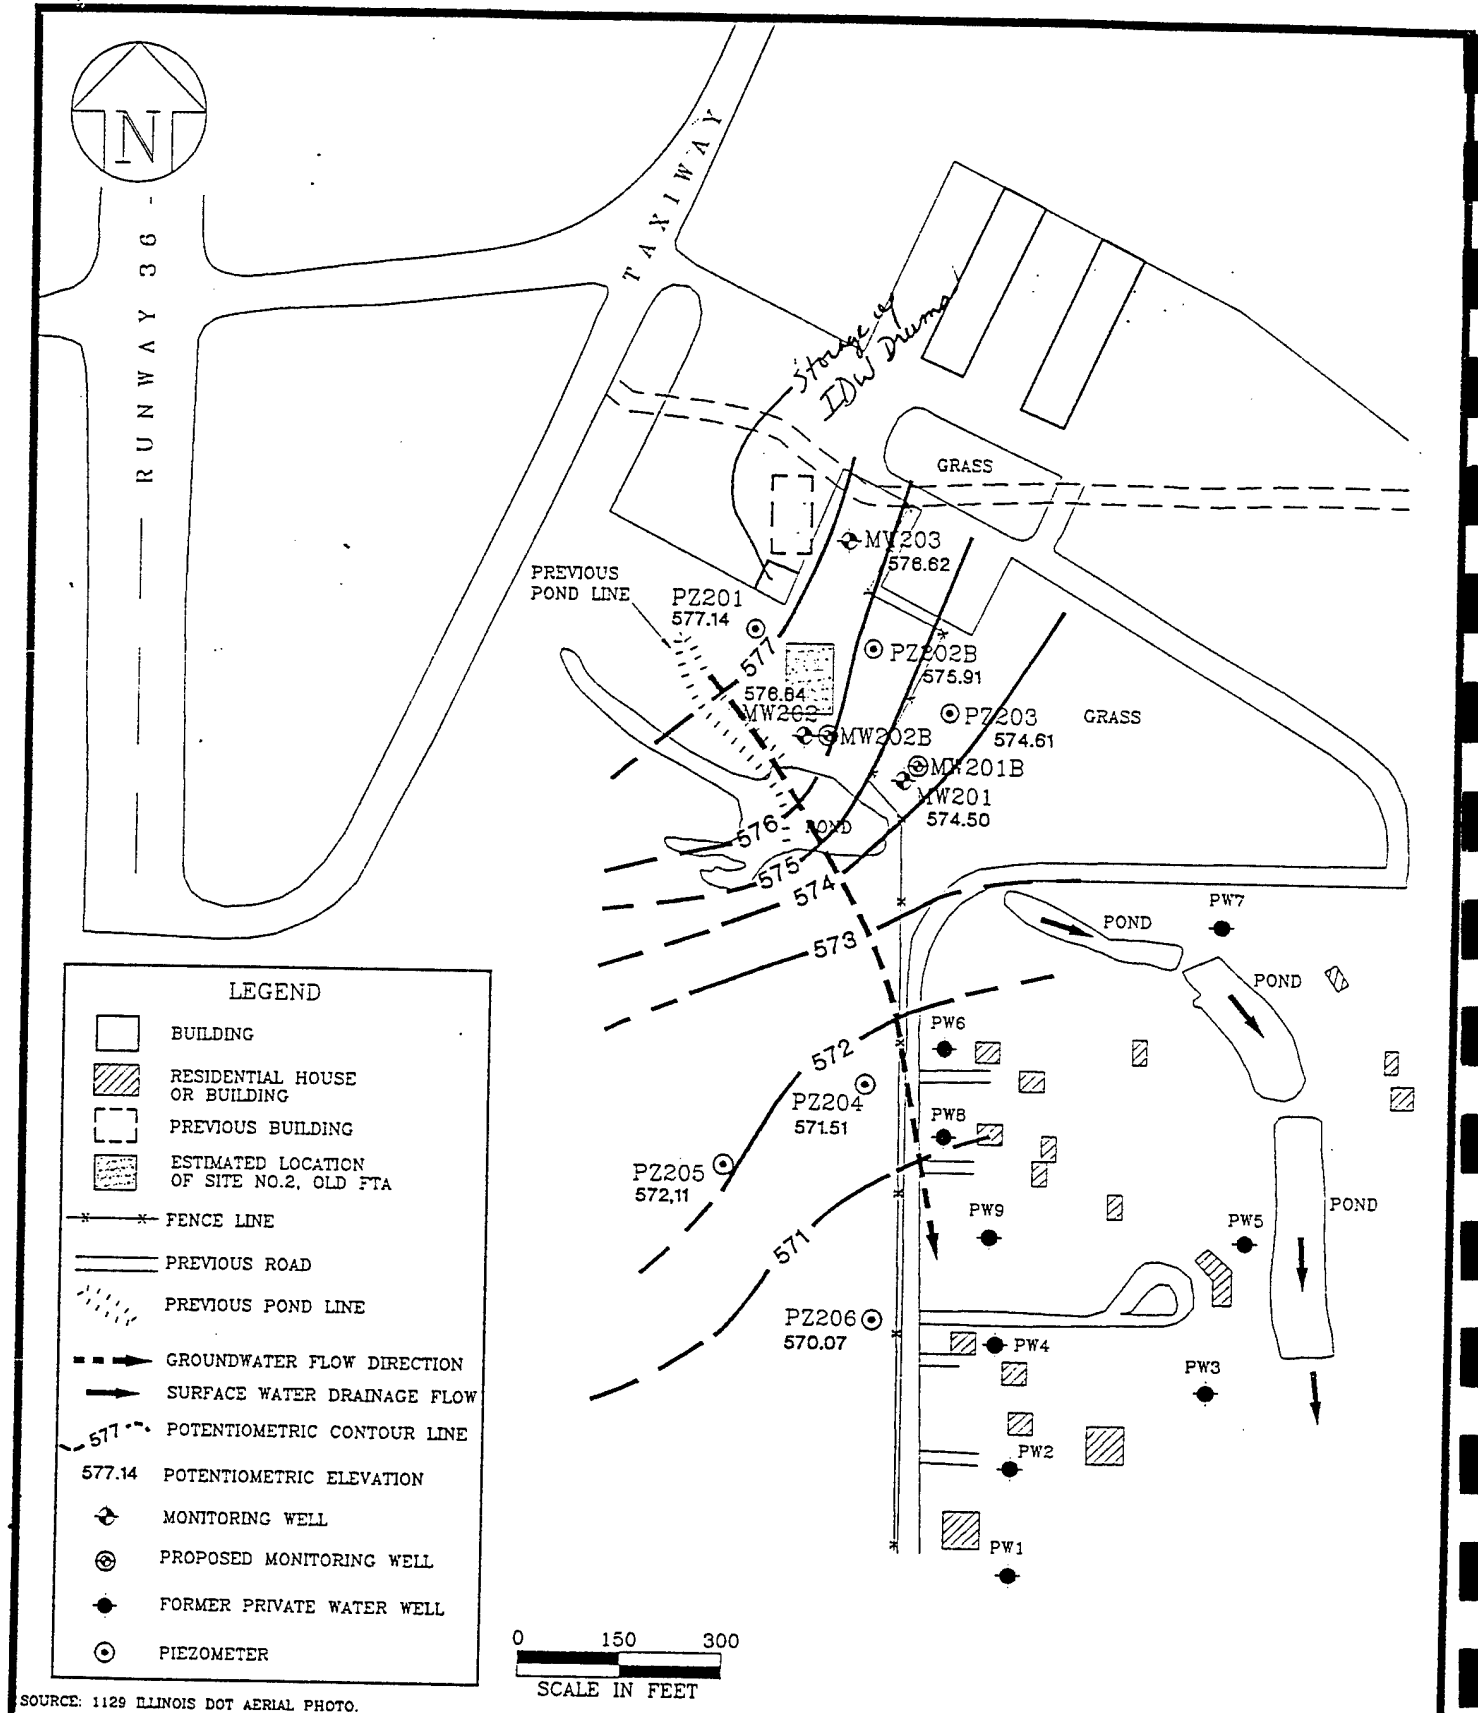 N
RUNWAY 36
TAXIWAY
Storage of
IDW Drums
GRASS
MW203
576.62
PREVIOUS
POND LINE
PZ201
577.14
577
PZ202B
575.91
576.64
MW202
MW202B
PZ203
574.61
GRASS
MW201B
MW201
574.50
576
POND
575
574
573
PW7
POND
POND
572
PW6
PZ204
571.51
PW8
PZ205
572,11
POND
PW9
PW5
571
PZ206
570.07
PW4
PW3
PW2
PW1
LEGEND
BUILDING
RESIDENTIAL HOUSE
OR BUILDING
PREVIOUS BUILDING
ESTIMATED LOCATION
OF SITE NO.2, OLD FTA
FENCE LINE
PREVIOUS ROAD
PREVIOUS POND LINE
GROUNDWATER FLOW DIRECTION
SURFACE WATER DRAINAGE FLOW
577 POTENTIOMETRIC CONTOUR LINE
577.14 POTENTIOMETRIC ELEVATION
MONITORING WELL
PROPOSED MONITORING WELL
FORMER PRIVATE WATER WELL
PIEZOMETER
0 150 300
SCALE IN FEET
SOURCE: 1129 ILLINOIS DOT AERIAL PHOTO.